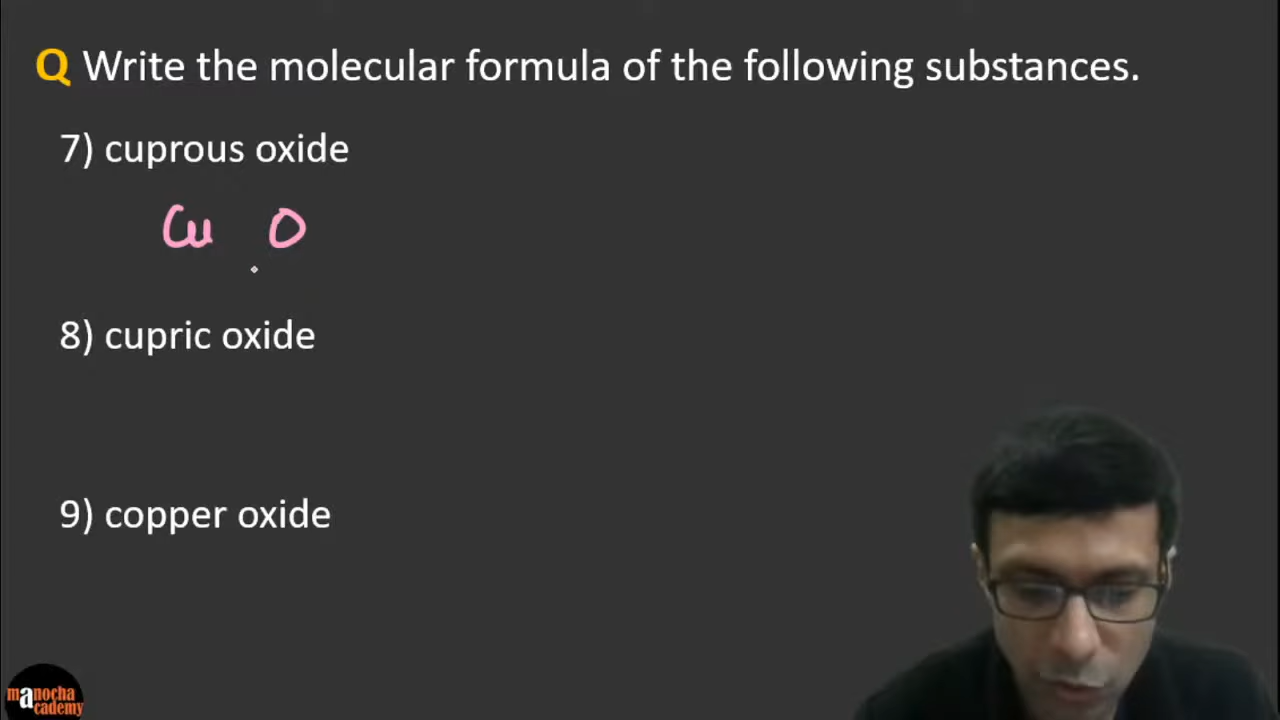 Q Write the molecular formula of the following substances.
7) cuprous oxide
Cu O
8) cupric oxide
9) copper oxide
manocha
academy